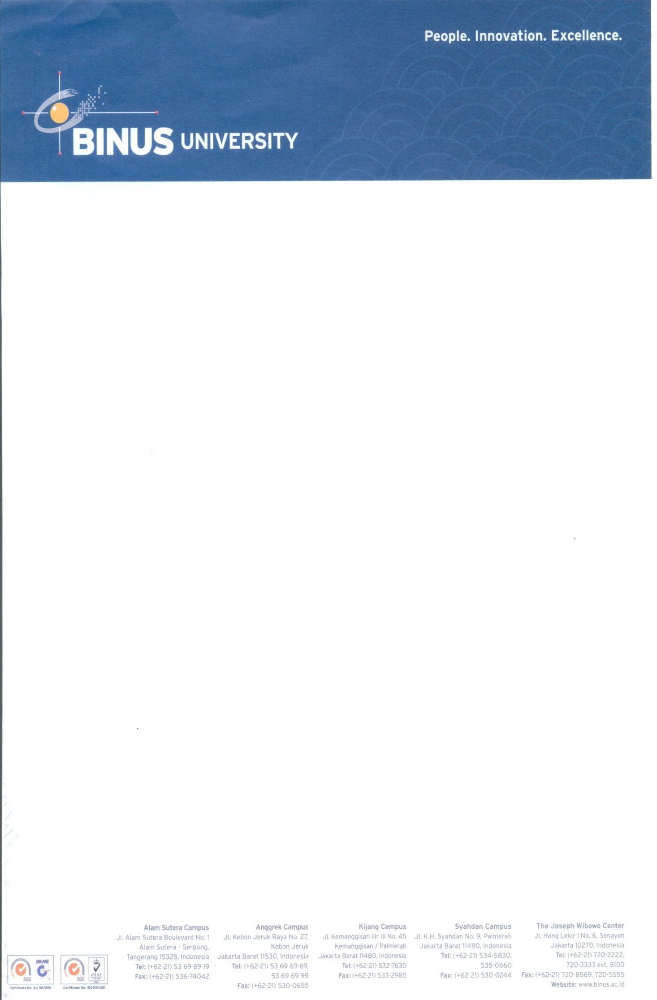 People. Innovation. Excellence.
BINUS UNIVERSITY
Alam Sutera Campus
Jl. Alam Sutera Boulevard No. 1
Alam Sutera - Serpong,
Tangerang 15325, Indonesia
Tel: (+62-21) 53 69 69 19
Fax: (+62-21) 536-74042
Anggrek Campus
Jl. Kebon Jeruk Raya No. 27,
Kebon Jeruk
Jakarta Barat 11530, Indonesia
Tel: (+62-21) 53 69 69 69,
53 69 69 99
Fax: (+62-21) 530-0655
Kijang Campus
Jl. Kemanggisan Ilir III No. 45
Kemanggisan / Palmerah
Jakarta Barat 11480, Indonesia
Tel: (+62-21) 532-7630
Fax: (+62-21) 533-2985
Syahdan Campus
Jl. K.H. Syahdan No. 9, Palmerah
Jakarta Barat 11480, Indonesia
Tel: (+62-21) 534-5830,
535-0660
Fax: (+62-21) 530-0244
The Joseph Wibowo Center
Jl. Hang Lekir I No. 6, Senayan
Jakarta 10270, Indonesia
Tel: (+62-21) 720-2222,
720-3333 ext. 8100
Fax: (+62-21) 720-8569, 720-5555
Website: www.binus.ac.id
SGS
JAS-ANZ
Certificate No. AU 98/995
SGS
UKAS
Certificate No. ID08/01051